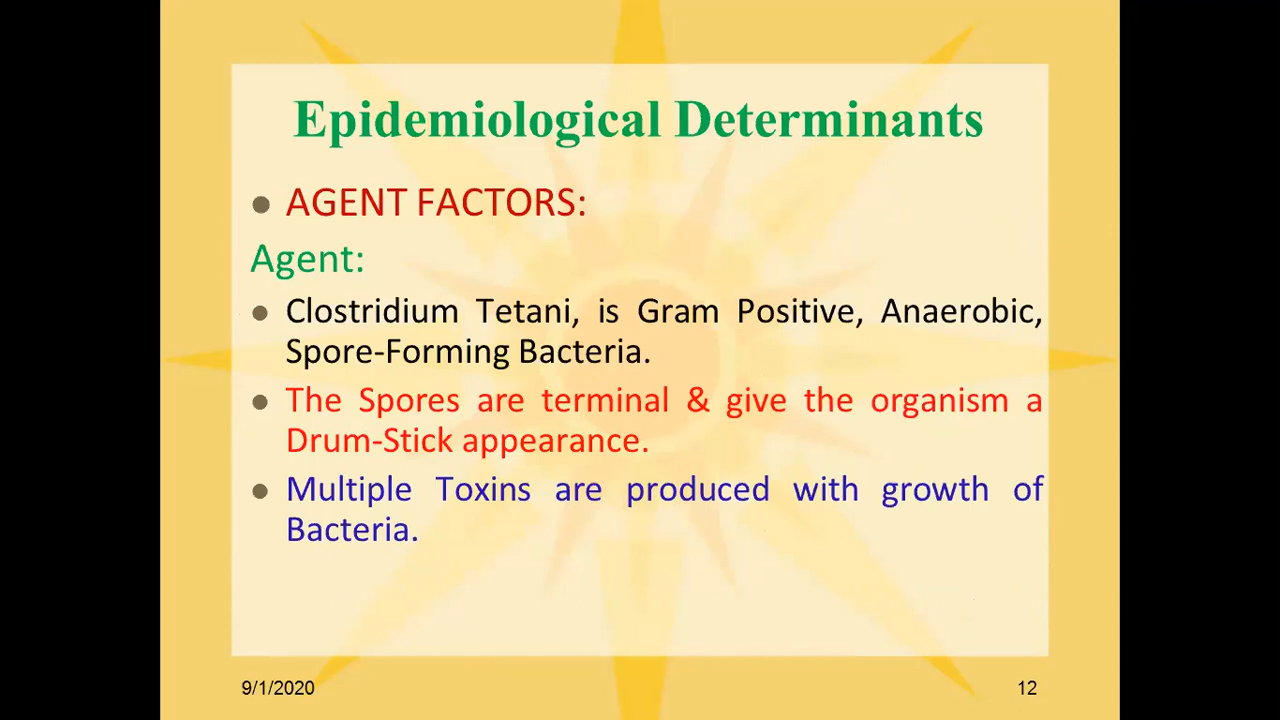 Epidemiological Determinants
● AGENT FACTORS:
Agent:
● Clostridium Tetani, is Gram Positive, Anaerobic,
Spore-Forming Bacteria.
● The Spores are terminal & give the organism a
Drum-Stick appearance.
● Multiple Toxins are produced with growth of
Bacteria.
9/1/2020
12